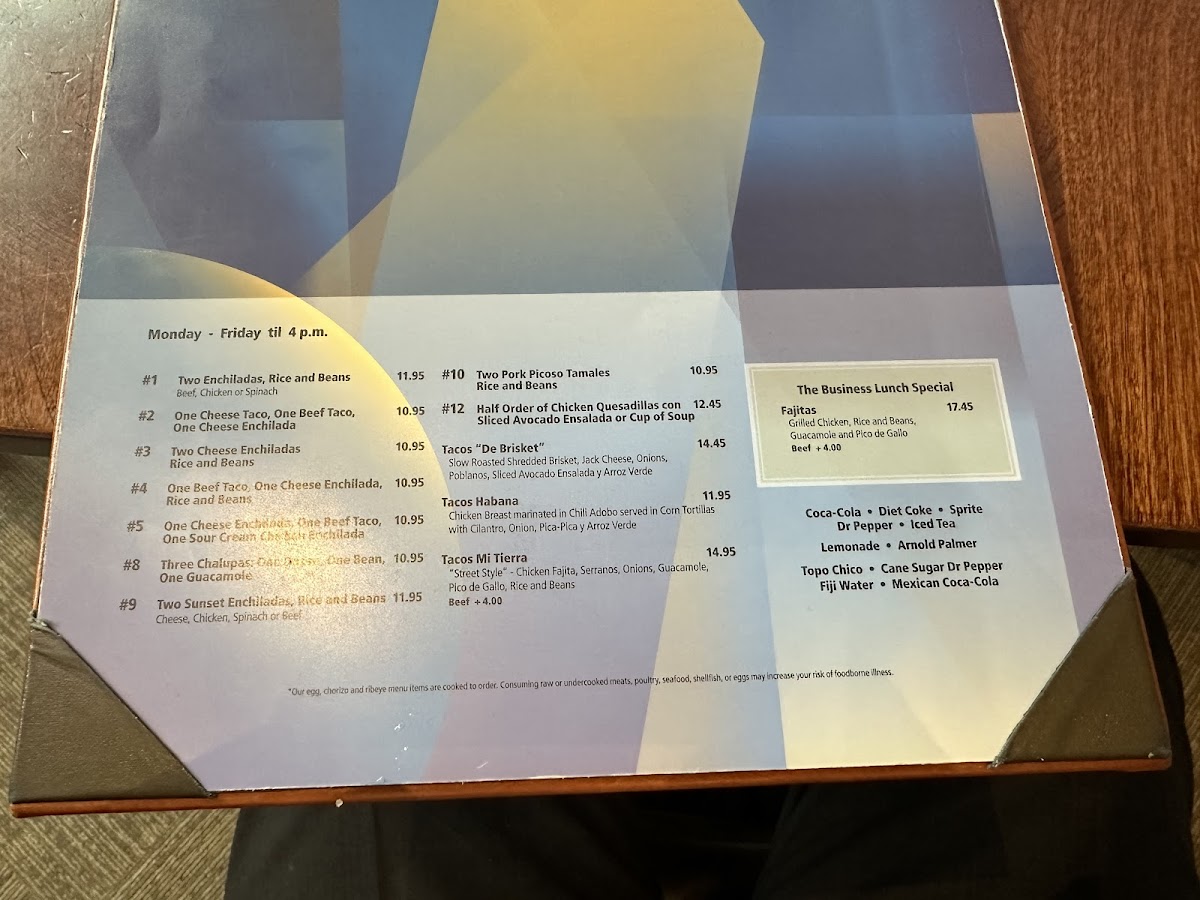 Monday - Friday til 4 p.m.
#1 Two Enchiladas, Rice and Beans 11.95
Beef, Chicken or Spinach
#2 One Cheese Taco, One Beef Taco, 10.95
One Cheese Enchilada
#3 Two Cheese Enchiladas 10.95
Rice and Beans
#4 One Beef Taco, One Cheese Enchilada, 10.95
Rice and Beans
#5 One Cheese Enchilada, One Beef Taco, 10.95
One Sour Cream Chicken Enchilada
#8 Three Chalupas: One One Bean, 10.95
One Guacamole
#9 Two Sunset Enchiladas, Rice and Beans 11.95
Cheese, Chicken, Spinach or Beef
#10 Two Pork Picoso Tamales 10.95
Rice and Beans
#12 Half Order of Chicken Quesadillas con 12.45
Sliced Avocado Ensalada or Cup of Soup
Tacos “De Brisket” 14.45
Slow Roasted Shredded Brisket, Jack Cheese, Onions,
Poblanos, Sliced Avocado Ensalada y Arroz Verde
Tacos Habana 11.95
Chicken Breast marinated in Chili Adobo served in Corn Tortillas
with Cilantro, Onion, Pica-Pica y Arroz Verde
Tacos Mi Tierra 14.95
“Street Style” - Chicken Fajita, Serranos, Onions, Guacamole,
Pico de Gallo, Rice and Beans
Beef +4.00
The Business Lunch Special
Fajitas 17.45
Grilled Chicken, Rice and Beans,
Guacamole and Pico de Gallo
Beef +4.00
Coca-Cola • Diet Coke • Sprite
Dr Pepper • Iced Tea
Lemonade • Arnold Palmer
Topo Chico • Cane Sugar Dr Pepper
Fiji Water • Mexican Coca-Cola
*Our egg, chorizo and ribeye menu items are cooked to order. Consuming raw or undercooked meats, poultry, seafood, shellfish, or eggs may increase your risk of foodborne illness.